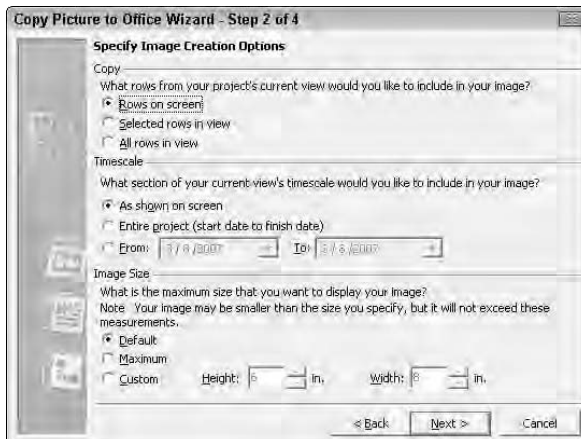 Copy Picture to Office Wizard - Step 2 of 4
Specify Image Creation Options
Copy
What rows from your project's current view would you like to include in your image?
Rows on screen
Selected rows in view
All rows in view
Timescale
What section of your current view's timescale would you like to include in your image?
As shown on screen
Entire project (start date to finish date)
From: To:
Image Size
What is the maximum size that you want to display your image?
Note Your image may be smaller than the size you specify, but it will not exceed these
measurements.
Default
Maximum
Custom Height: 6 in. Width: 8 in.
< Back Next > Cancel